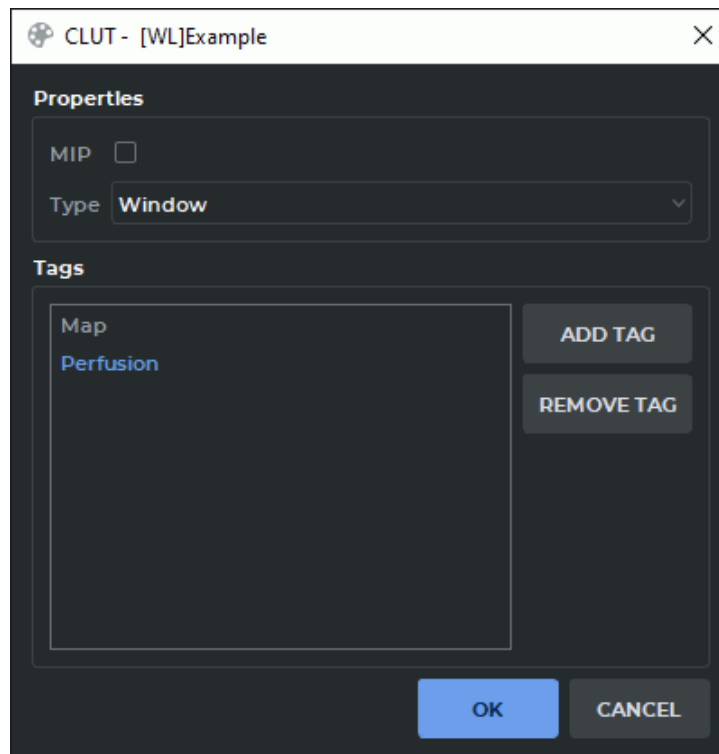 CLUT - [WL]Example
Properties
MIP
Type Window
Tags
Map
Perfusion
ADD TAG
REMOVE TAG
OK CANCEL